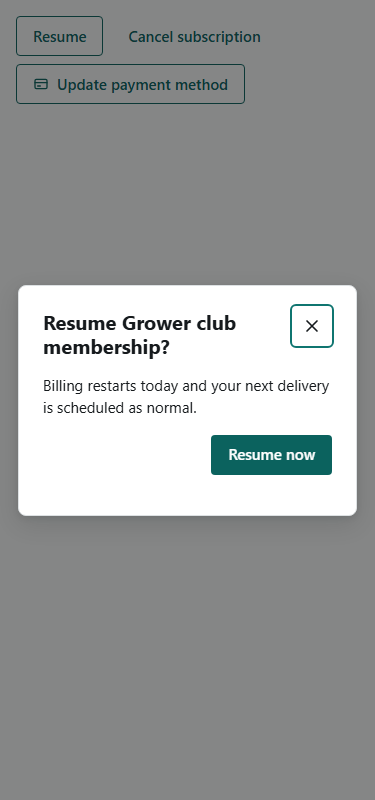 Resume
Cancel subscription
Update payment method
Resume Grower club
membership?
Billing restarts today and your next delivery
is scheduled as normal.
Resume now